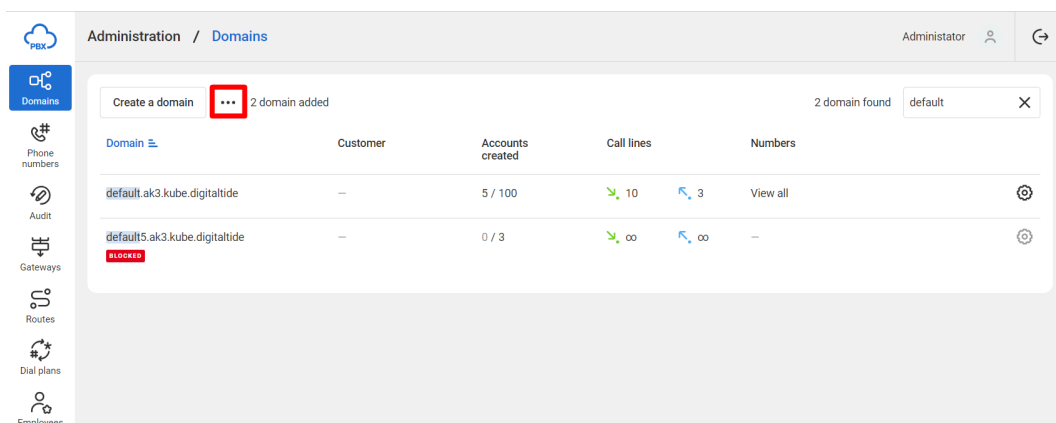 PBX
Administration / Domains
Administator
Domains
Phone
numbers
Audit
Gateways
Routes
Dial plans
Employees
Create a domain ••• 2 domain added
2 domain found default
Domain Customer Accounts created Call lines Numbers
default.ak3.kube.digitaltide — 5 / 100 10 3 View all
default5.ak3.kube.digitaltide — 0 / 3 ∞ ∞ —
BLOCKED